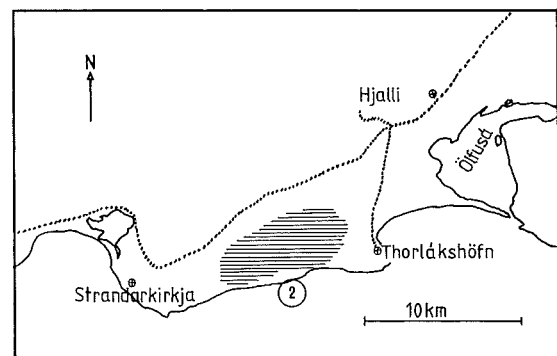 N
Hjalli
Ölfusá
Thorlákshöfn
Strandarkirkja
2
10km